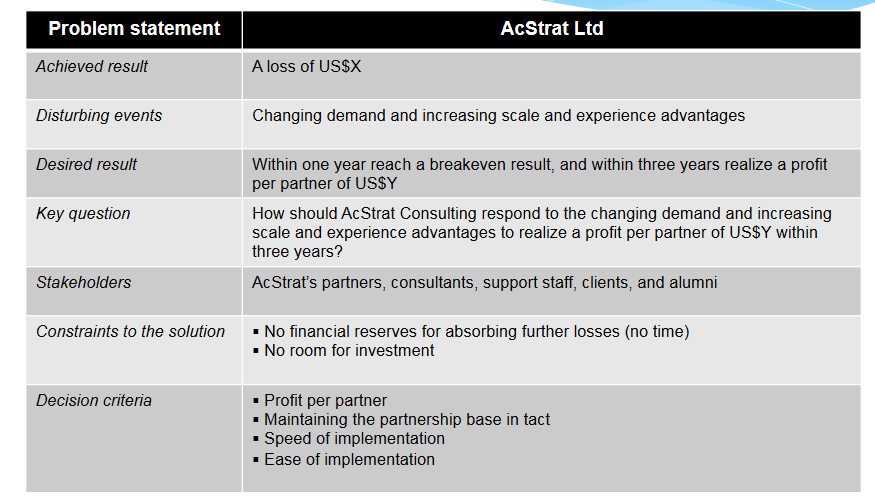 Problem statement
AcStrat Ltd
Achieved result
A loss of US$X
Disturbing events
Changing demand and increasing scale and experience advantages
Desired result
Within one year reach a breakeven result, and within three years realize a profit
per partner of US$Y
Key question
How should AcStrat Consulting respond to the changing demand and increasing
scale and experience advantages to realize a profit per partner of US$Y within
three years?
Stakeholders
AcStrat’s partners, consultants, support staff, clients, and alumni
Constraints to the solution
▪ No financial reserves for absorbing further losses (no time)
▪ No room for investment
Decision criteria
▪ Profit per partner
▪ Maintaining the partnership base in tact
▪ Speed of implementation
▪ Ease of implementation